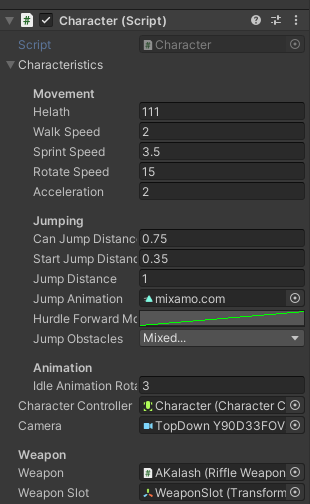 Character (Script)
Script Character
Characteristics
Movement
Helath 111
Walk Speed 2
Sprint Speed 3.5
Rotate Speed 15
Acceleration 2
Jumping
Can Jump Distanc 0.75
Start Jump Distanc 0.35
Jump Distance 1
Jump Animation mixamo.com
Hurdle Forward Mo
Jump Obstacles Mixed...
Animation
Idle Animation Rota 3
Character Controller Character (Character C
Camera TopDown Y90D33FOV
Weapon
Weapon AKalash (Riffle Weapon
Weapon Slot WeaponSlot (Transform